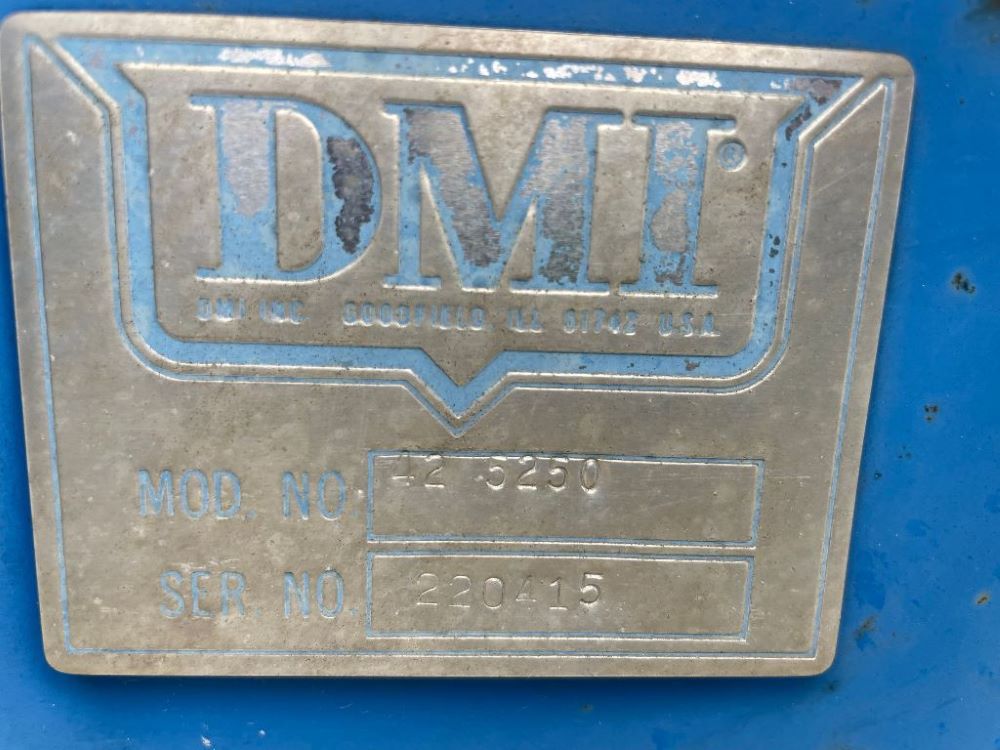 DMI®
DMI INC. GOODFIELD, ILL 61742 U.S.A.
MOD. NO. 42 5250
SER. NO. 220415